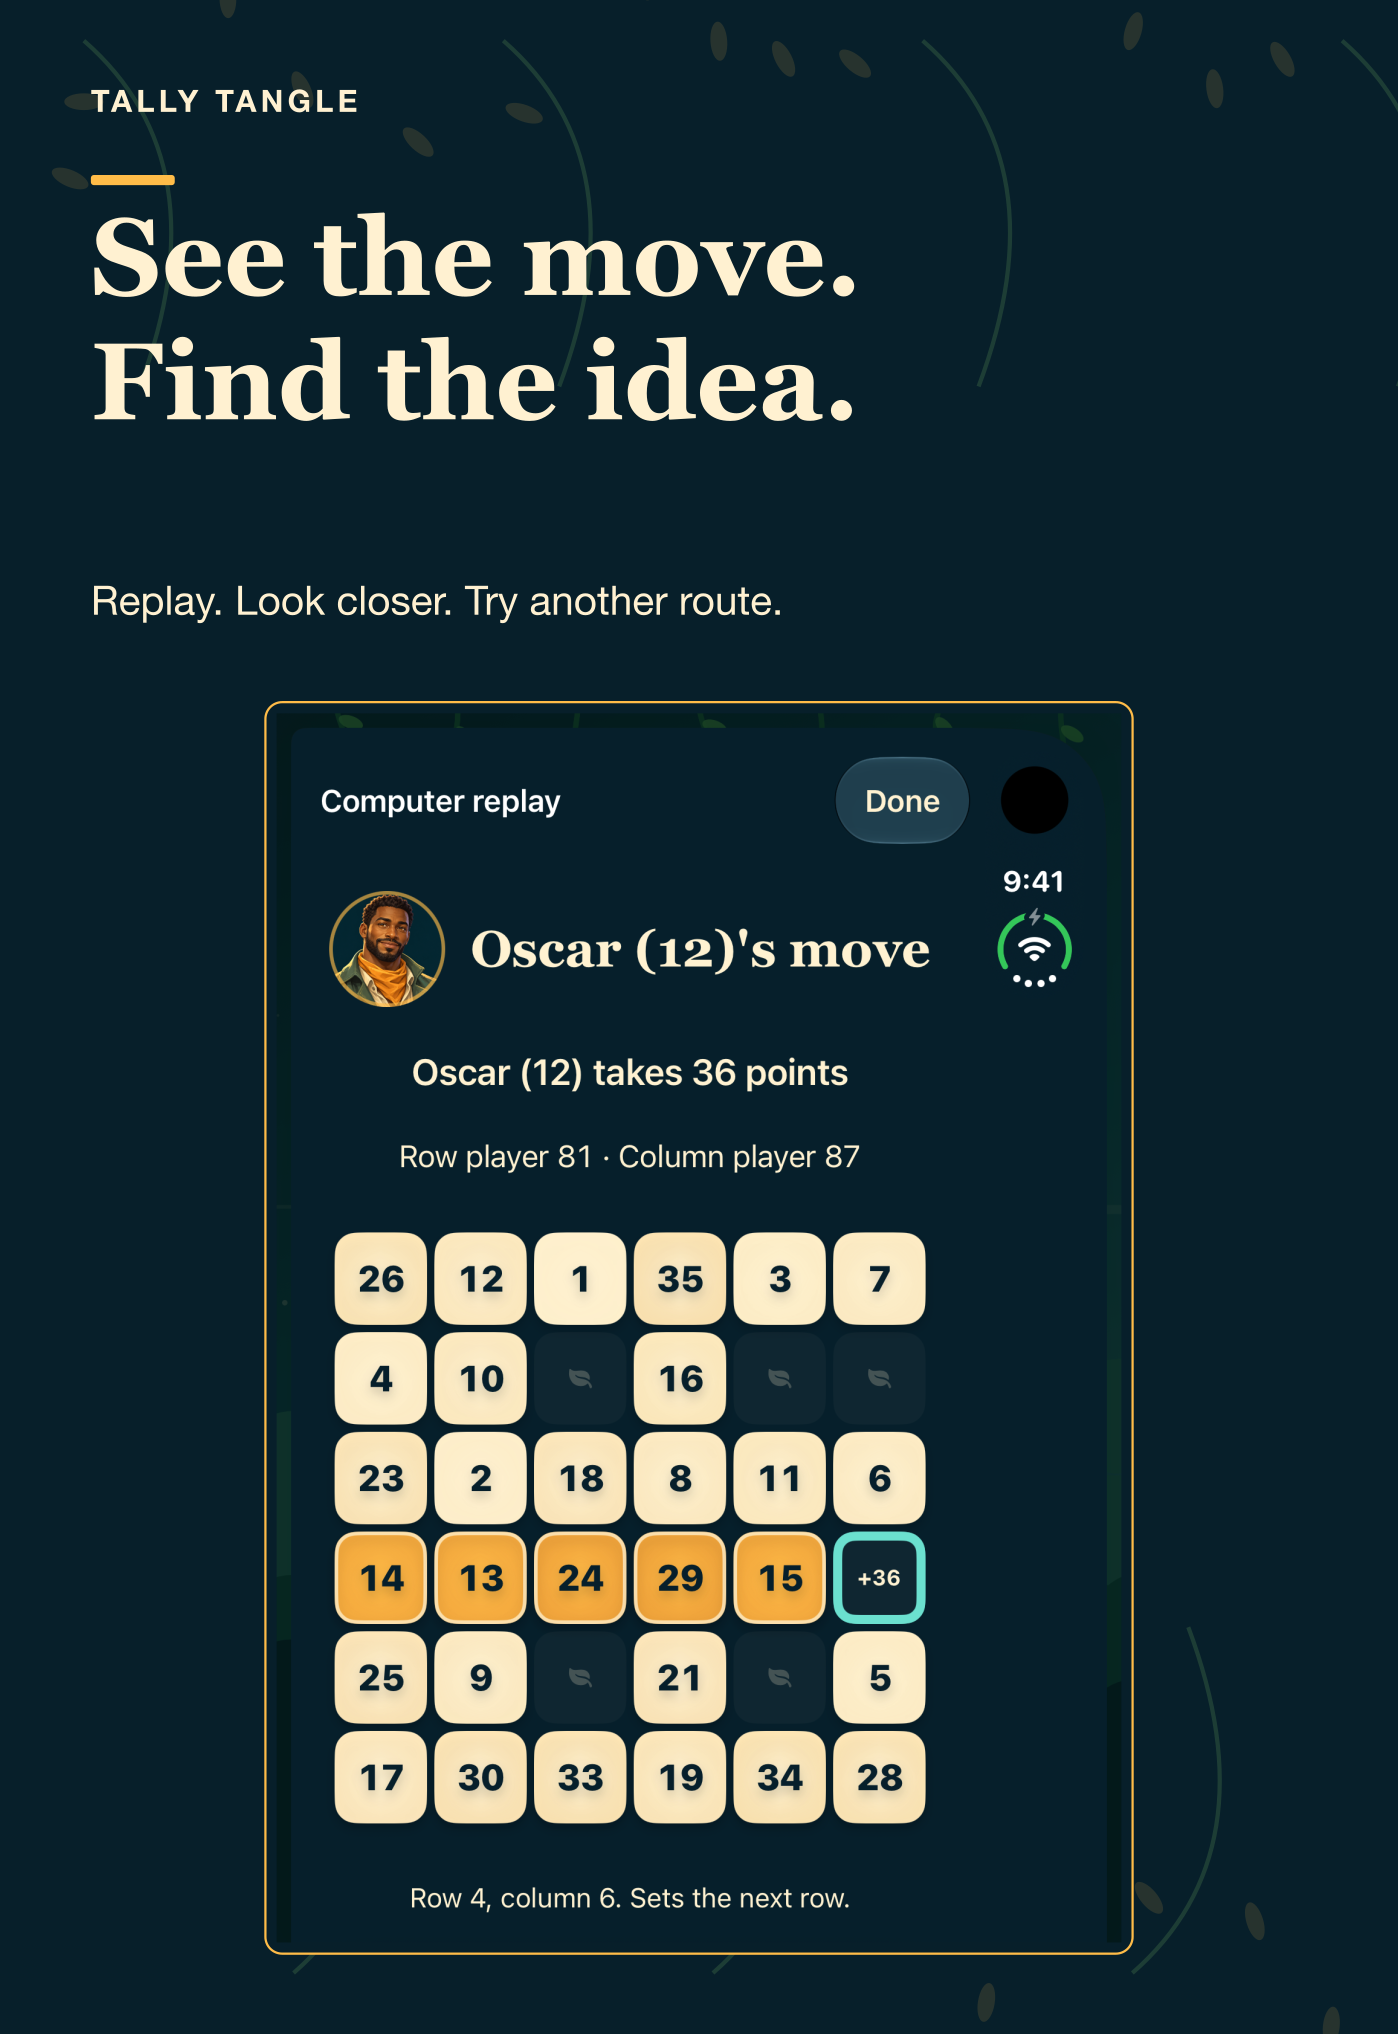 TALLY TANGLE
See the move.
Find the idea.
Replay. Look closer. Try another route.
Computer replay
Done
9:41
Oscar (12)'s move
Oscar (12) takes 36 points
Row player 81 · Column player 87
26 12 1 35 3 7
4 10 16
23 2 18 8 11 6
14 13 24 29 15 +36
25 9 21 5
17 30 33 19 34 28
Row 4, column 6. Sets the next row.